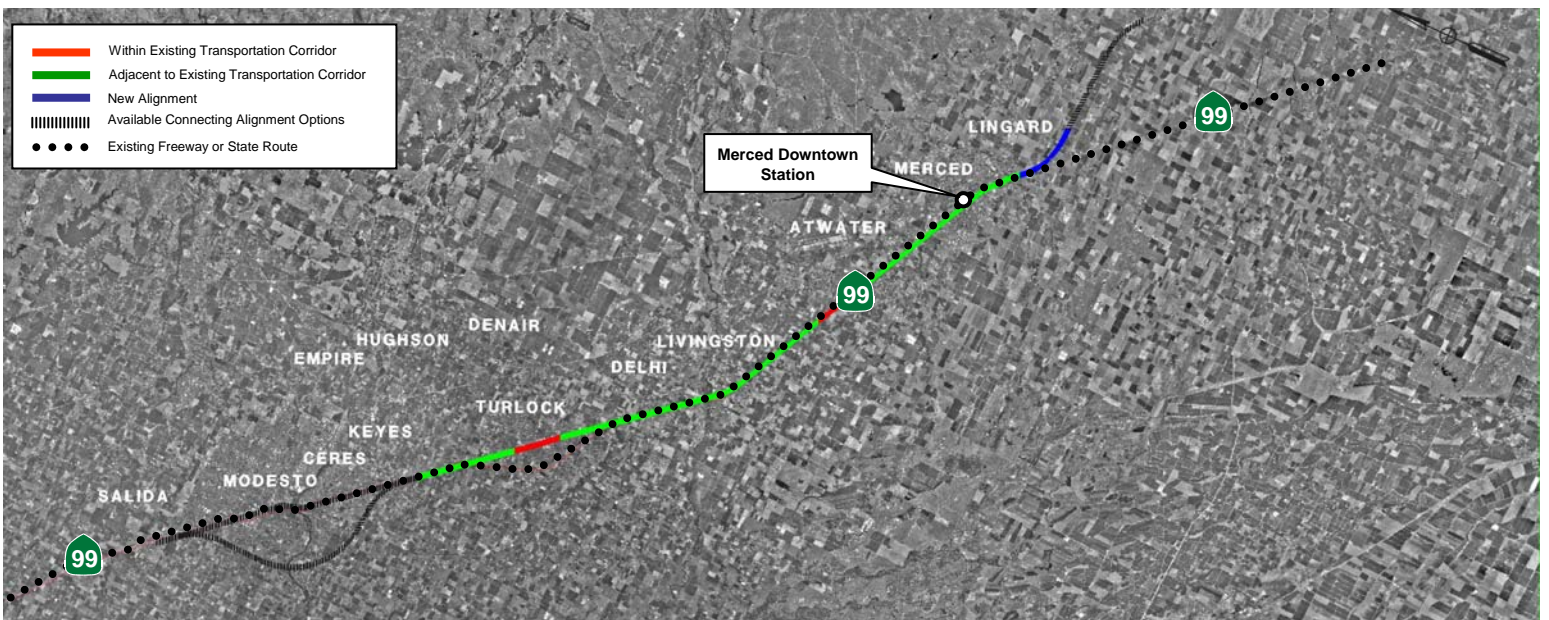 Within Existing Transportation Corridor
Adjacent to Existing Transportation Corridor
New Alignment
Available Connecting Alignment Options
Existing Freeway or State Route
99
LINGARD
Merced Downtown
Station
MERCED
ATWATER
99
DENAIR
HUGHSON
LIVINGSTON
EMPIRE
DELHI
TURLOCK
KEYES
CERES
MODESTO
SALIDA
99